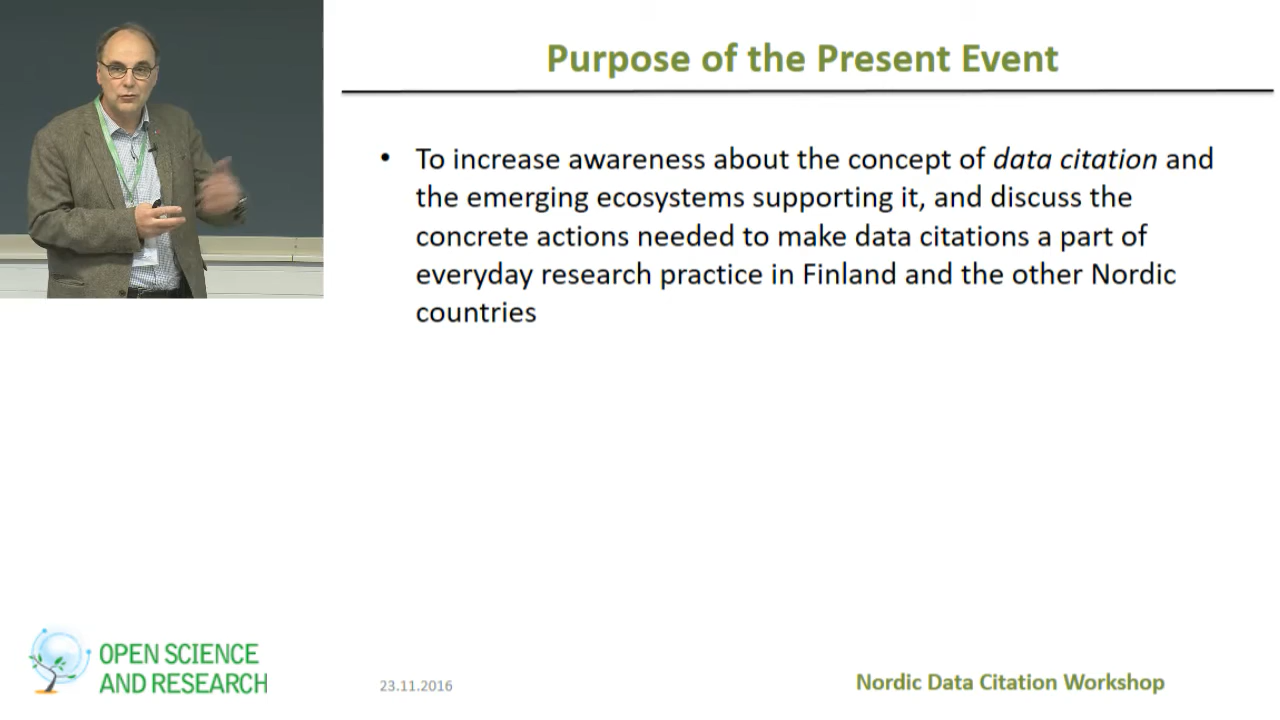 Purpose of the Present Event
• To increase awareness about the concept of data citation and
the emerging ecosystems supporting it, and discuss the
concrete actions needed to make data citations a part of
everyday research practice in Finland and the other Nordic
countries
OPEN SCIENCE
AND RESEARCH
23.11.2016
Nordic Data Citation Workshop